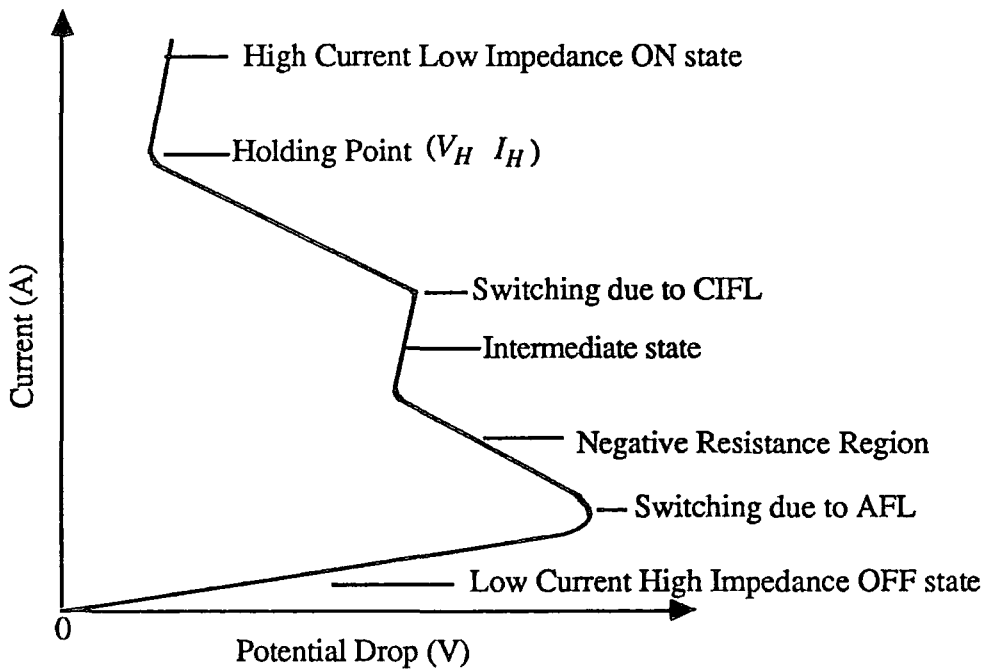 High Current Low Impedance ON state
Holding Point (V_H I_H)
Switching due to CIFL
Current (A)
Intermediate state
Negative Resistance Region
Switching due to AFL
Low Current High Impedance OFF state
0
Potential Drop (V)